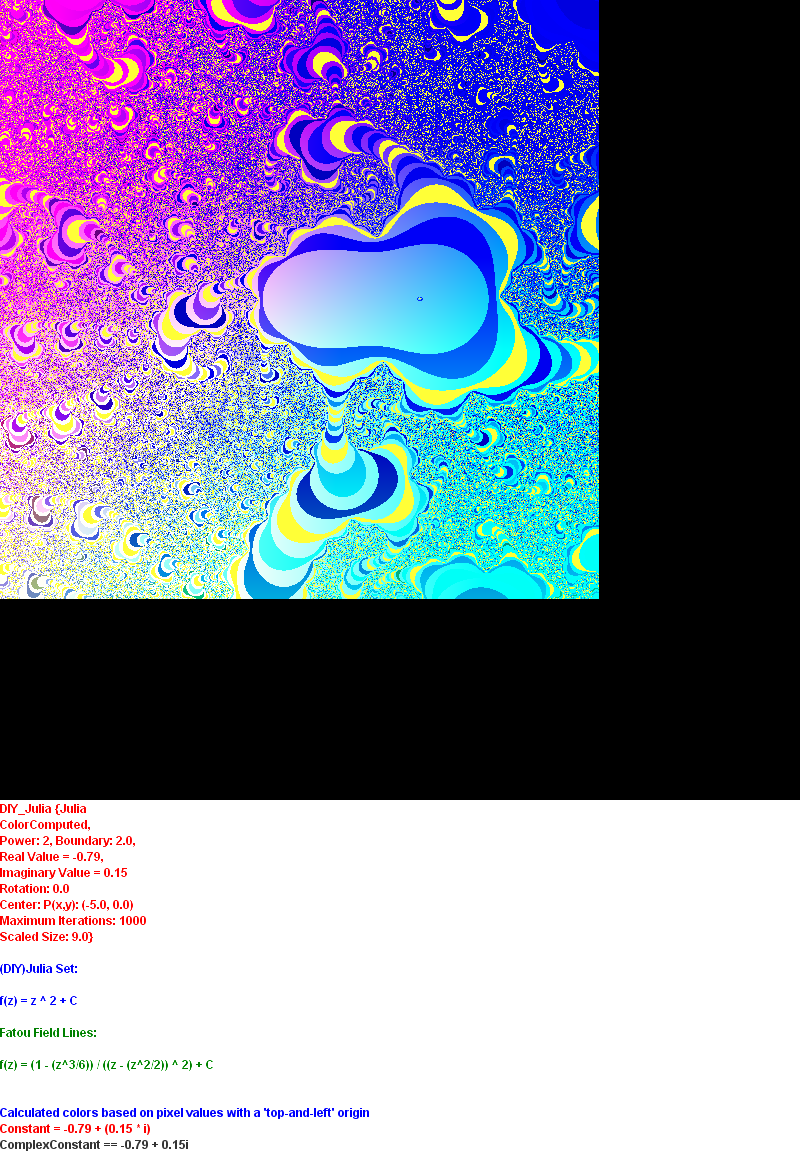 DIY_Julia {Julia
ColorComputed,
Power: 2, Boundary: 2.0,
Real Value = -0.79,
Imaginary Value = 0.15
Rotation: 0.0
Center: P(x,y): (-5.0, 0.0)
Maximum Iterations: 1000
Scaled Size: 9.0}
(DIY)Julia Set:
f(z) = z ^ 2 + C
Fatou Field Lines:
f(z) = (1 - (z^3/6)) / ((z - (z^2/2)) ^ 2) + C
Calculated colors based on pixel values with a 'top-and-left' origin
Constant = -0.79 + (0.15 * i)
ComplexConstant == -0.79 + 0.15i